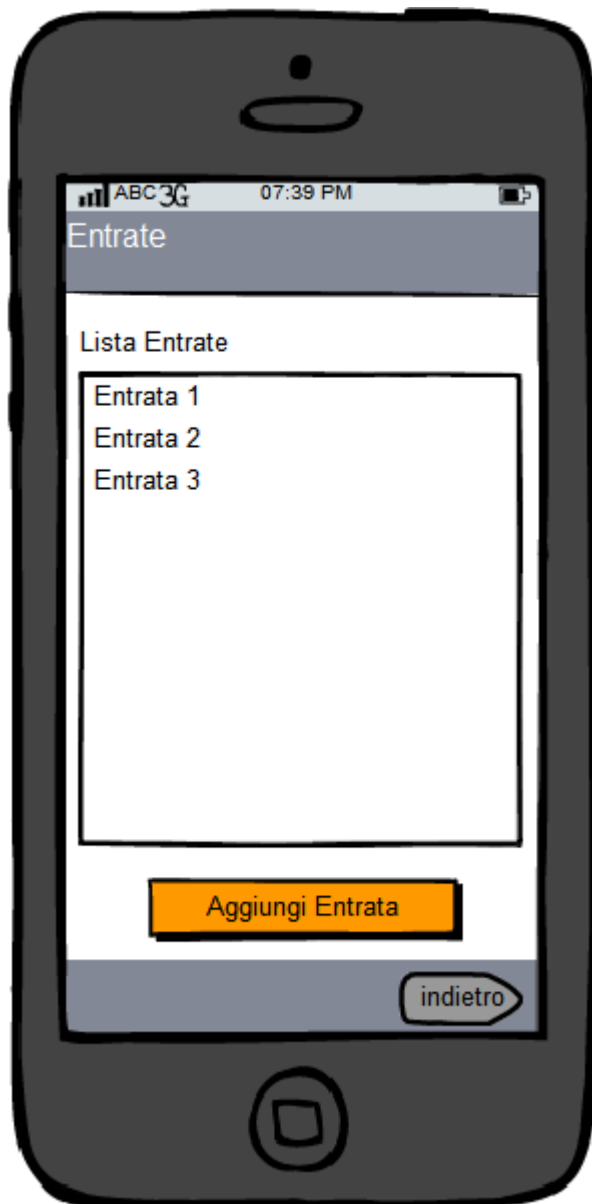 ABC 3G 07:39 PM
Entrate
Lista Entrate
Entrata 1
Entrata 2
Entrata 3
Aggiungi Entrata
indietro